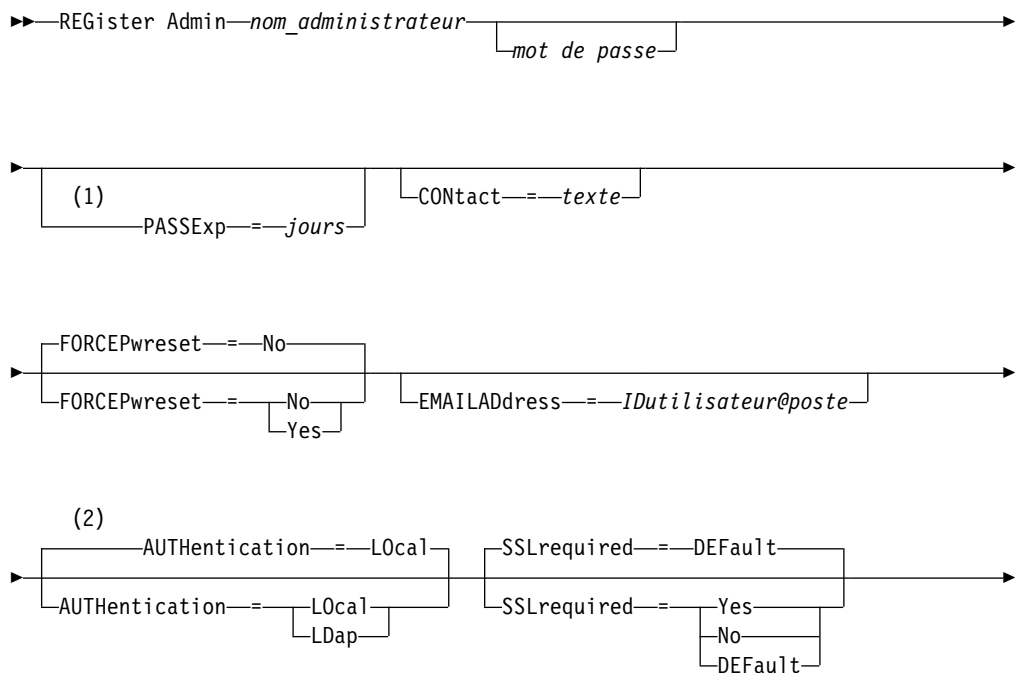 REGister Admin nom_administrateur
mot de passe
(1)
PASSExp = jours
CONtact = texte
FORCEPwreset = No
FORCEPwreset = No
Yes
EMAILADdress = IDutilisateur@poste
(2)
AUTHentication = LOcal
AUTHentication = LOcal
LDap
SSLrequired = DEFault
SSLrequired = Yes
No
DEFault